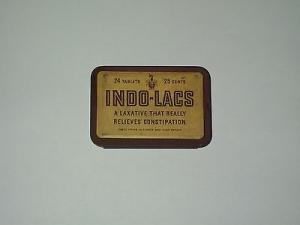 24 TABLETS 25 CENTS
INDO-LACS
A LAXATIVE THAT REALLY
RELIEVES CONSTIPATION